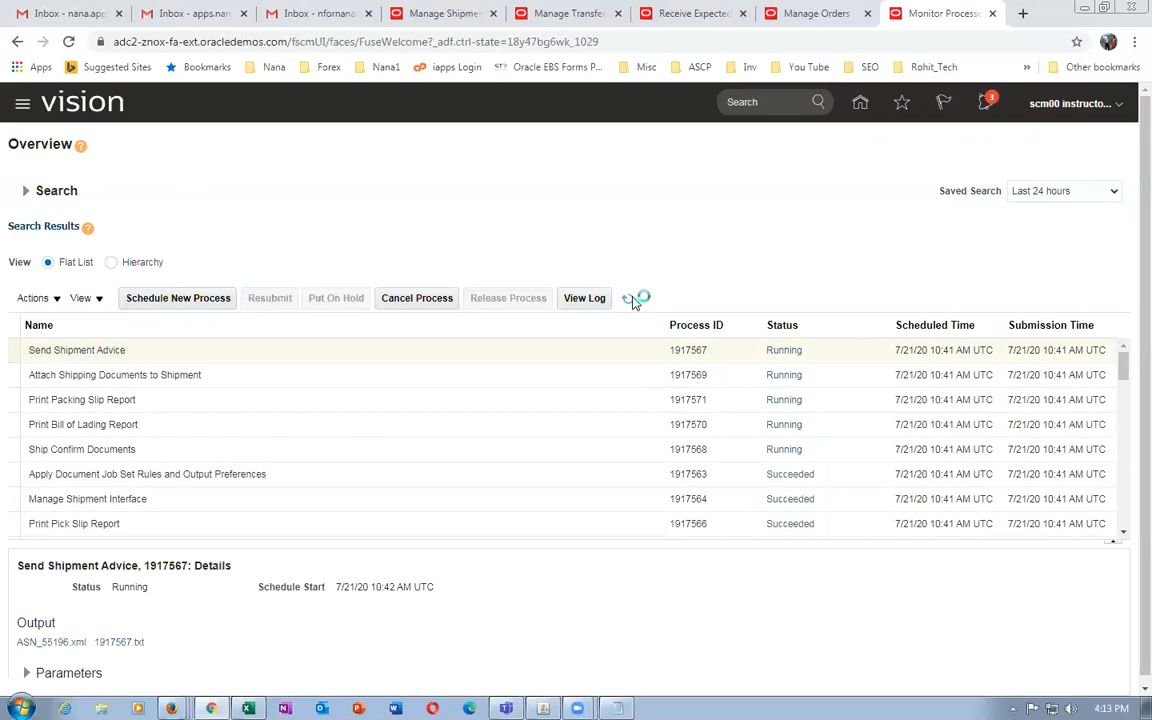 Inbox - nana.app
Inbox - apps.nan
Inbox - nfornana
Manage Shipmen
Manage Transfe
Receive Expected
Manage Orders
Monitor Processe
adc2-znox-fa-ext.oracledemos.com/fscmUI/faces/FuseWelcome?_adf.ctrl-state=18y47bg6wk_1029
Apps Suggested Sites Bookmarks Nana Forex Nana1 iapps Login Oracle EBS Forms P... Misc ASCP Inv You Tube SEO Rohit_Tech » Other bookmarks
vision Search 3 scm00 instructo...
Overview
Search Saved Search Last 24 hours
Search Results
View Flat List Hierarchy
Actions View Schedule New Process Resubmit Put On Hold Cancel Process Release Process View Log
Name Process ID Status Scheduled Time Submission Time
Send Shipment Advice 1917567 Running 7/21/20 10:41 AM UTC 7/21/20 10:41 AM UTC
Attach Shipping Documents to Shipment 1917569 Running 7/21/20 10:41 AM UTC 7/21/20 10:41 AM UTC
Print Packing Slip Report 1917571 Running 7/21/20 10:41 AM UTC 7/21/20 10:41 AM UTC
Print Bill of Lading Report 1917570 Running 7/21/20 10:41 AM UTC 7/21/20 10:41 AM UTC
Ship Confirm Documents 1917568 Running 7/21/20 10:41 AM UTC 7/21/20 10:41 AM UTC
Apply Document Job Set Rules and Output Preferences 1917563 Succeeded 7/21/20 10:41 AM UTC 7/21/20 10:41 AM UTC
Manage Shipment Interface 1917564 Succeeded 7/21/20 10:41 AM UTC 7/21/20 10:41 AM UTC
Print Pick Slip Report 1917566 Succeeded 7/21/20 10:41 AM UTC 7/21/20 10:41 AM UTC
Send Shipment Advice, 1917567: Details
Status Running Schedule Start 7/21/20 10:42 AM UTC
Output
ASN_55196.xml 1917567.txt
Parameters
4:13 PM